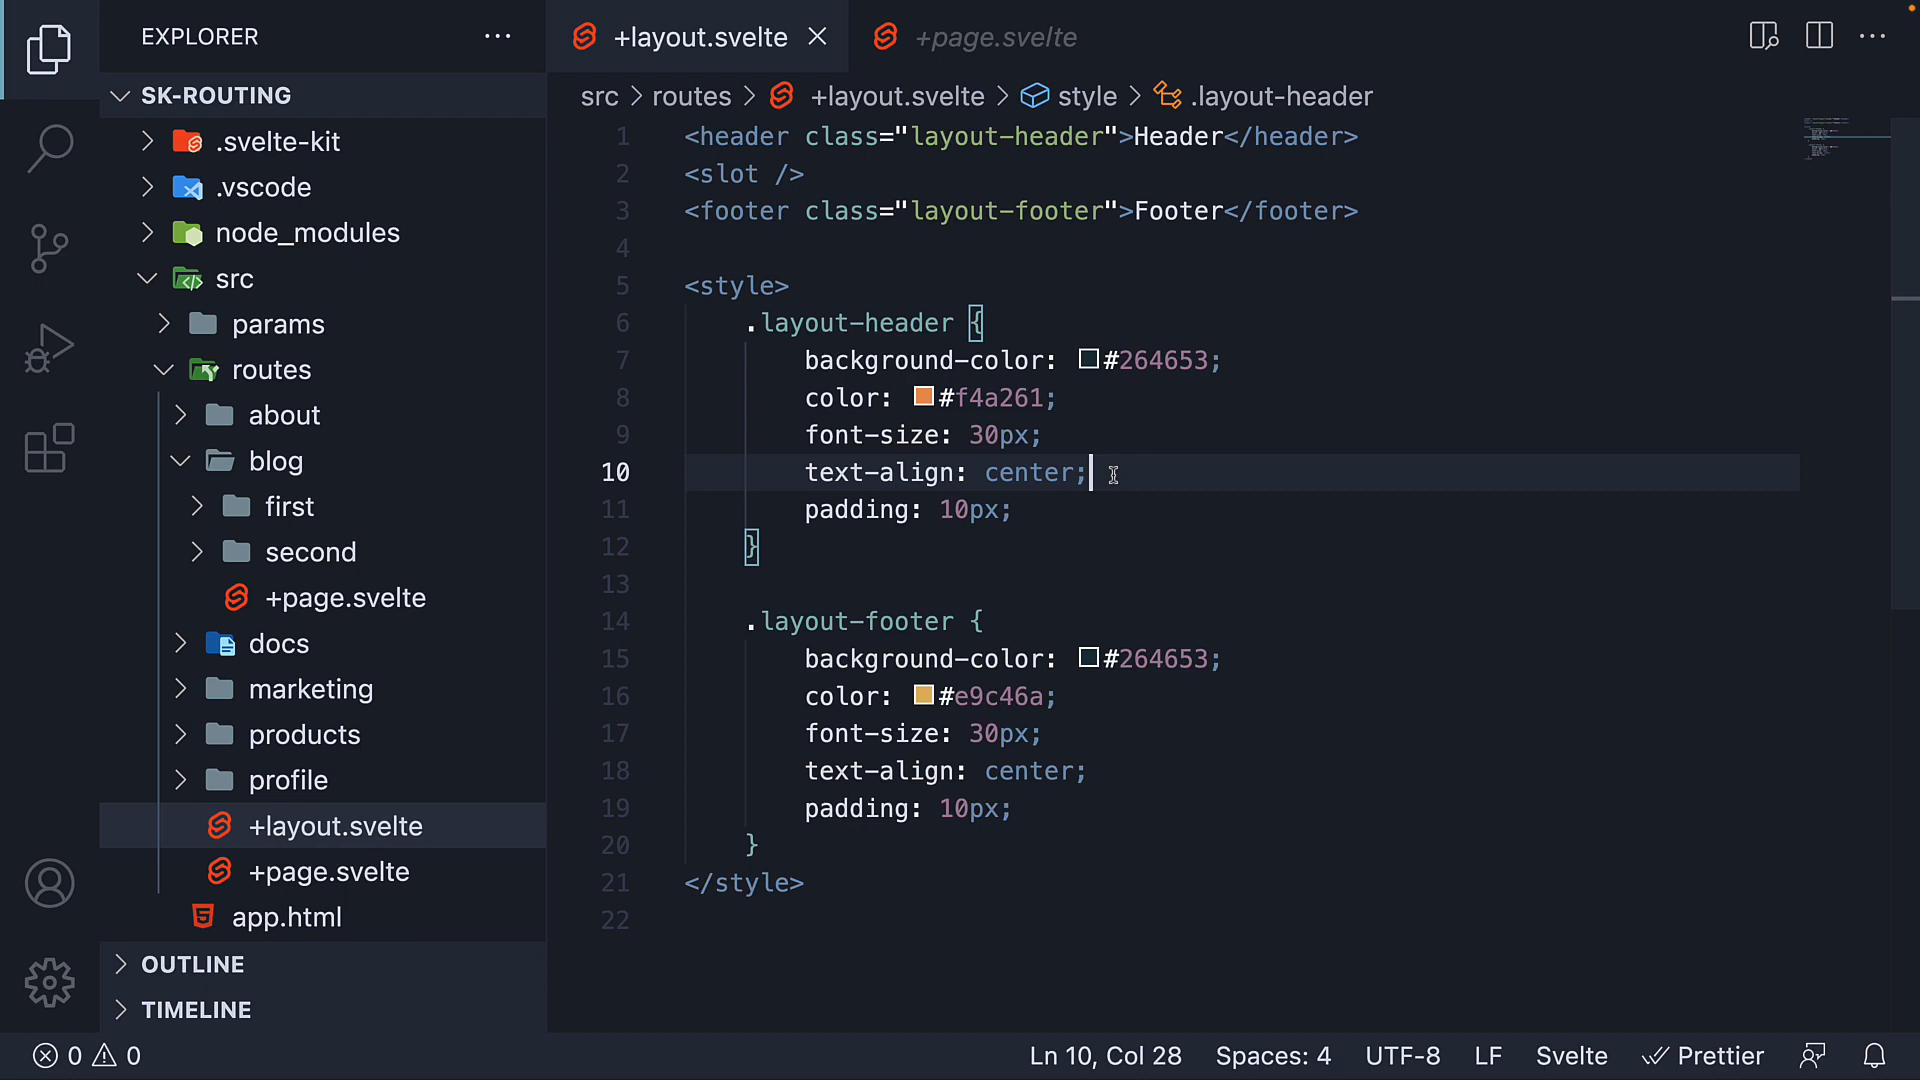 EXPLORER
SK-ROUTING
.svelte-kit
.vscode
node_modules
src
params
routes
about
blog
first
second
+page.svelte
docs
marketing
products
profile
+layout.svelte
+page.svelte
app.html
OUTLINE
TIMELINE
+layout.svelte
+page.svelte
src > routes > +layout.svelte > style > .layout-header
1 <header class="layout-header">Header</header>
2 <slot />
3 <footer class="layout-footer">Footer</footer>
4
5 <style>
6 .layout-header {
7 background-color: #264653;
8 color: #f4a261;
9 font-size: 30px;
10 text-align: center;
11 padding: 10px;
12 }
13
14 .layout-footer {
15 background-color: #264653;
16 color: #e9c46a;
17 font-size: 30px;
18 text-align: center;
19 padding: 10px;
20 }
21 </style>
22
0 0 Ln 10, Col 28 Spaces: 4 UTF-8 LF Svelte Prettier